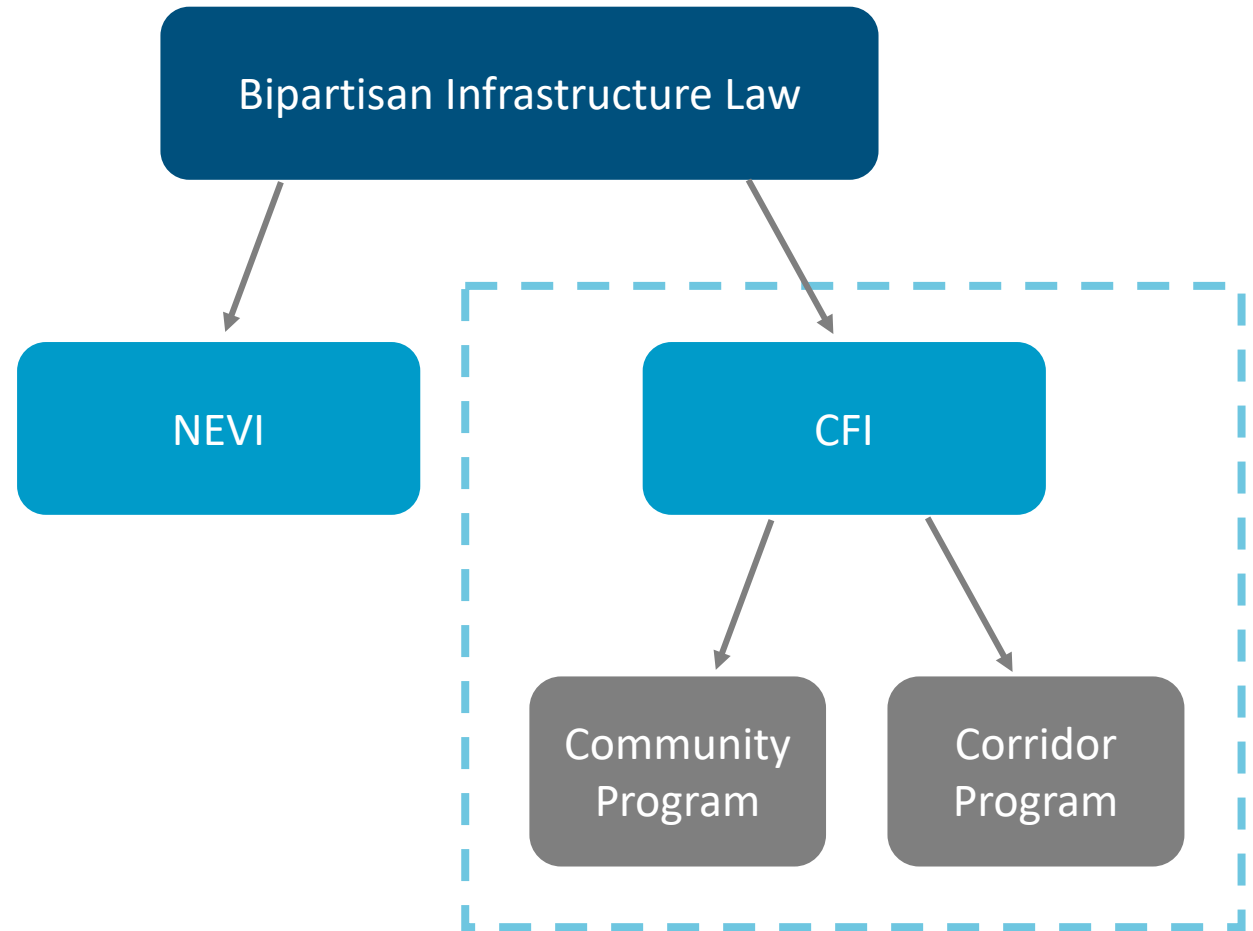 Bipartisan Infrastructure Law
NEVI
CFI
Community
Program
Corridor
Program